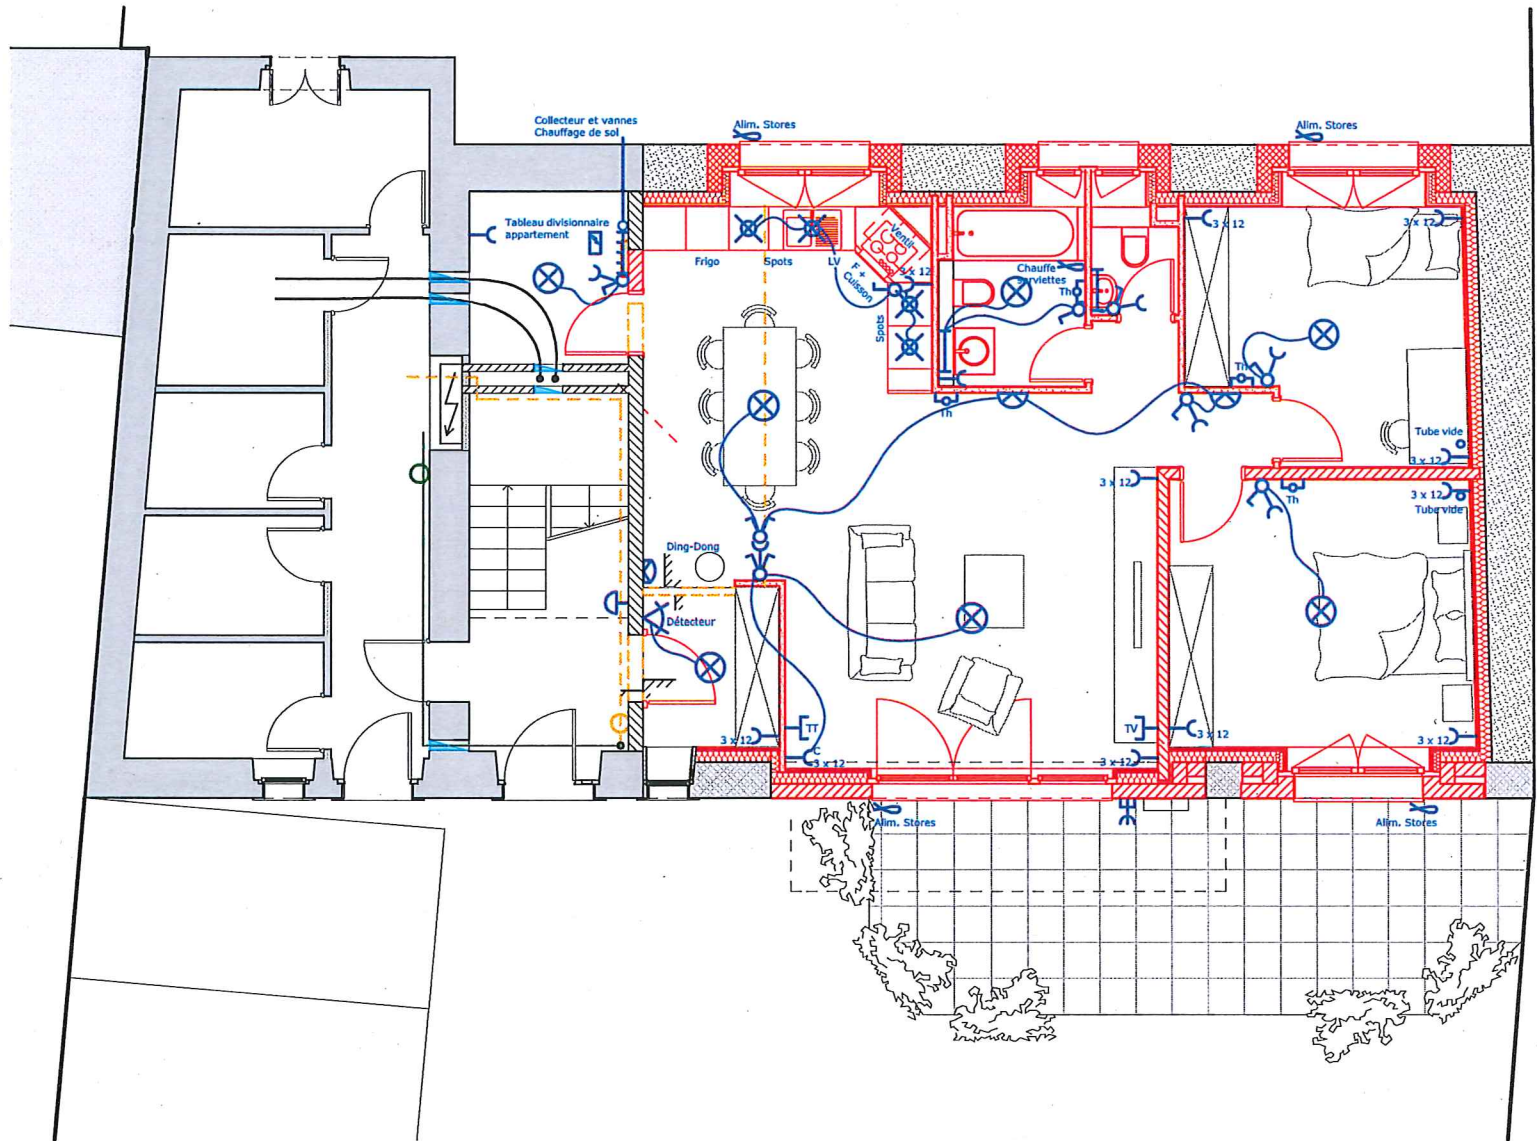 Collecteur et vannes
Chauffage de sol
Alim. Stores
Alim. Stores
Tableau divisionnaire
appartement
Frigo
Spots
LV
Ventil.
F +
Cuisson
3 x 12
Spots
Chauffe
serviettes
Th
3 x 12
3 x 12
Th
Th
Tube vide
3 x 12
3 x 12
Th
3 x 12
Tube vide
Ding-Dong
Détecteur
3 x 12
TT
C
3 x 12
TV
3 x 12
3 x 12
3 x 12
Alim. Stores
Alim. Stores